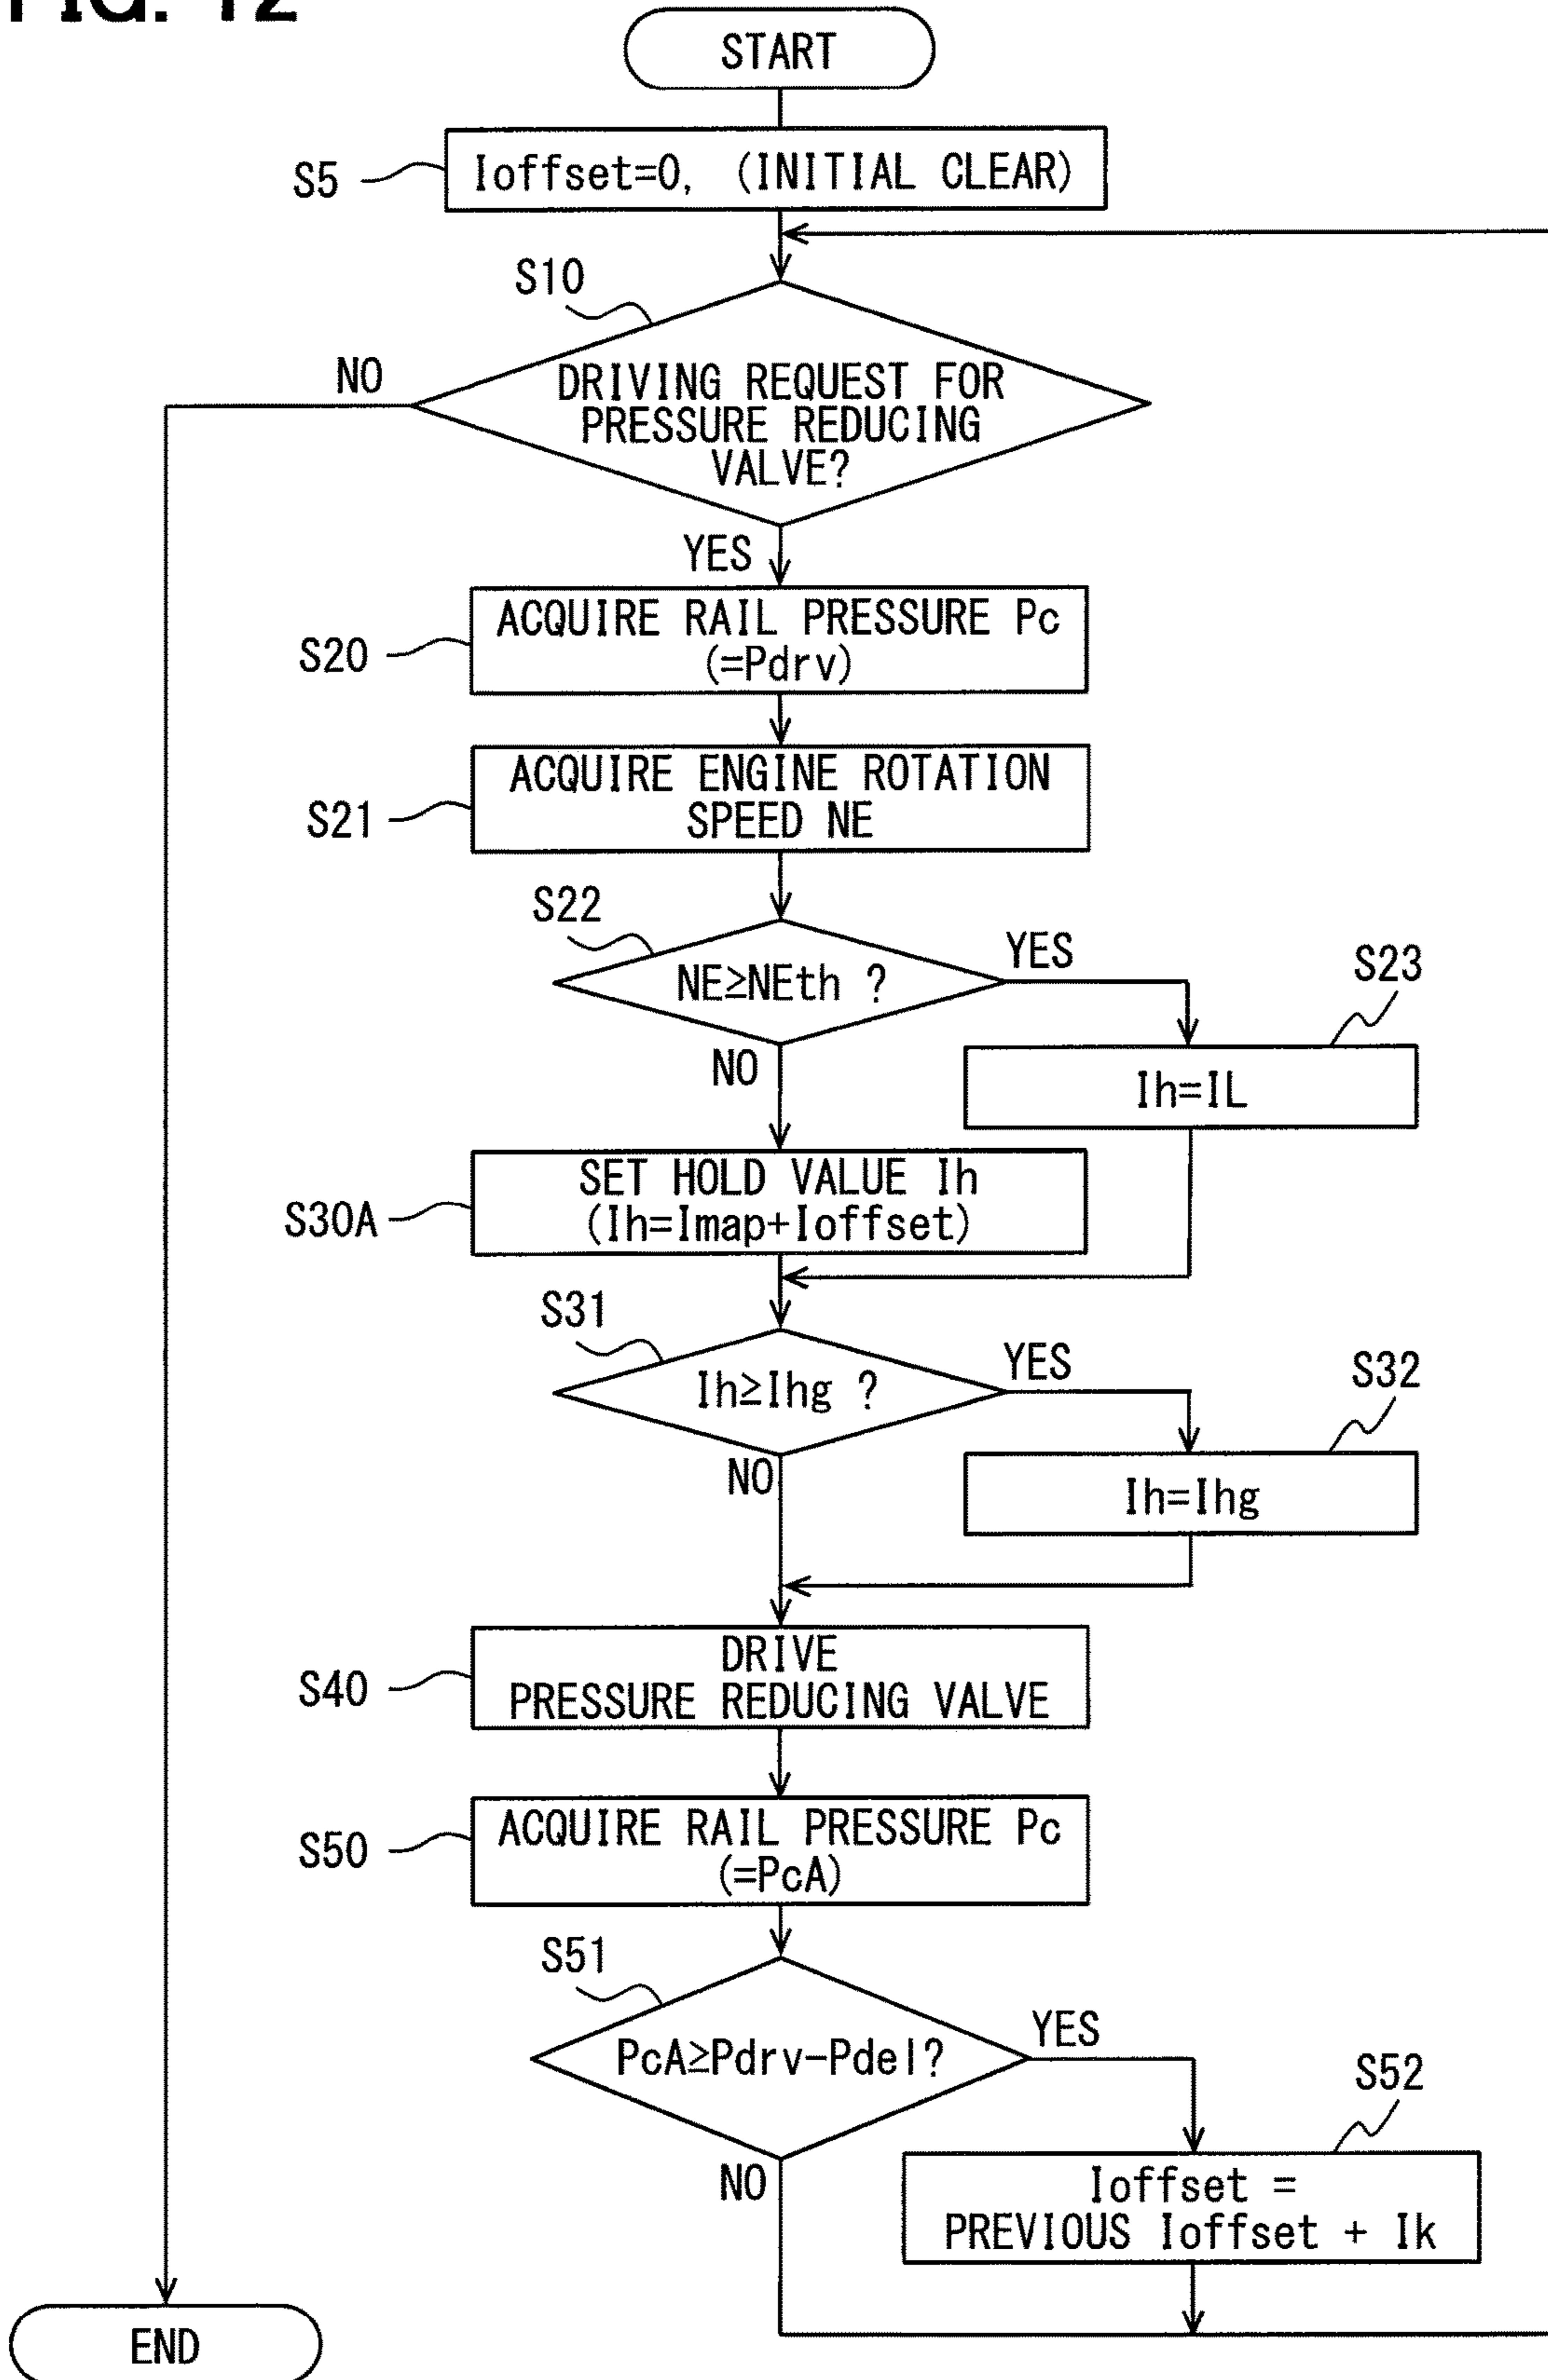 FIG. 12
START
S5
Ioffset=0, (INITIAL CLEAR)
S10
NO
DRIVING REQUEST FOR
PRESSURE REDUCING
VALVE?
YES
S20
ACQUIRE RAIL PRESSURE Pc
(=Pdrv)
S21
ACQUIRE ENGINE ROTATION
SPEED NE
S22
NE≥NEth ?
YES
S23
NO
Ih=IL
S30A
SET HOLD VALUE Ih
(Ih=Imap+Ioffset)
S31
Ih≥Ihg ?
YES
S32
NO
Ih=Ihg
S40
DRIVE
PRESSURE REDUCING VALVE
S50
ACQUIRE RAIL PRESSURE Pc
(=PcA)
S51
PcA≥Pdrv-Pdel?
YES
S52
NO
Ioffset =
PREVIOUS Ioffset + Ik
END